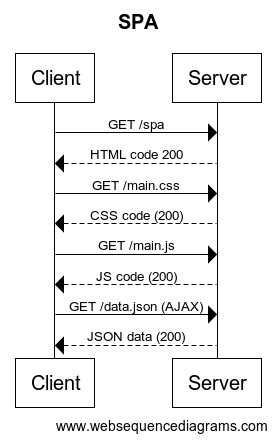 SPA
Client Server
GET /spa
HTML code 200
GET /main.css
CSS code (200)
GET /main.js
JS code (200)
GET /data.json (AJAX)
JSON data (200)
Client Server
www.websequencediagrams.com